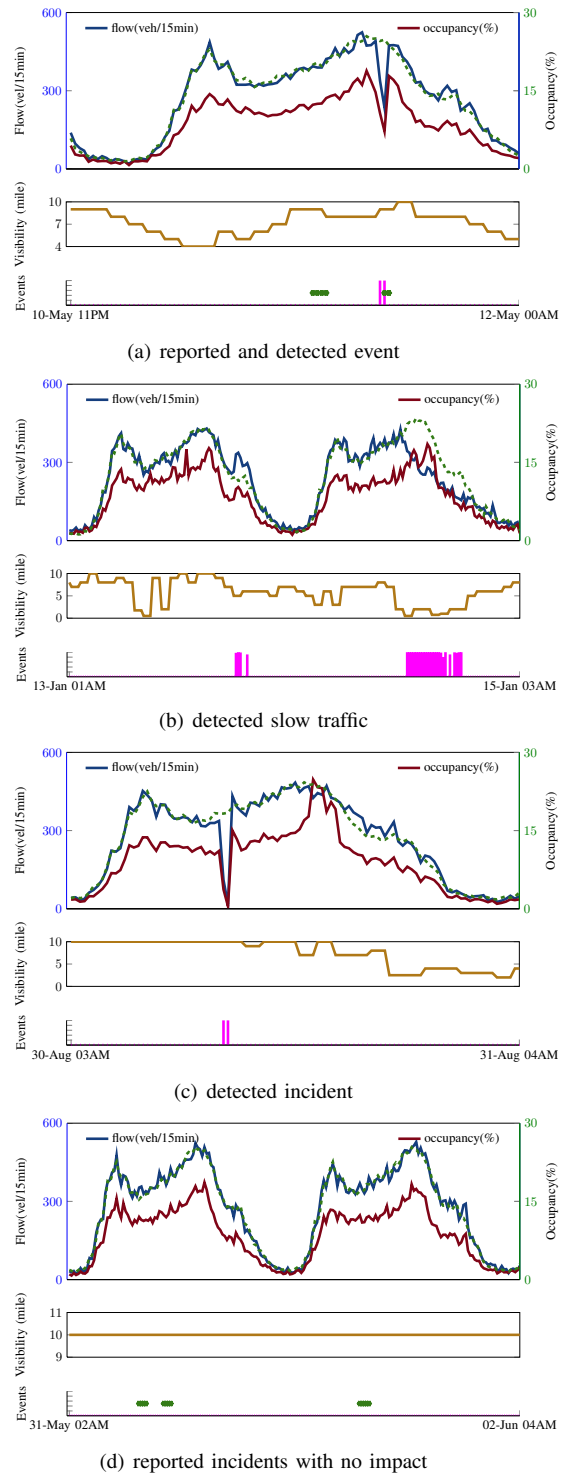 600
30
flow(veh/15min)
occupancy(%)
Flow(vel/15min)
Occupancy(%)
300
15
0
0
10
7
4
Visibility (mile)
Events
10-May 11PM
12-May 00AM
(a) reported and detected event
600
30
flow(veh/15min)
occupancy(%)
Flow(vel/15min)
Occupancy(%)
300
15
0
0
10
5
0
Visibility (mile)
Events
13-Jan 01AM
15-Jan 03AM
(b) detected slow traffic
600
30
flow(veh/15min)
occupancy(%)
Flow(vel/15min)
Occupancy(%)
300
15
0
0
10
5
0
Visibility (mile)
Events
30-Aug 03AM
31-Aug 04AM
(c) detected incident
600
30
flow(veh/15min)
occupancy(%)
Flow(vel/15min)
Occupancy(%)
300
15
0
0
11
10
9
Visibility (mile)
Events
31-May 02AM
02-Jun 04AM
(d) reported incidents with no impact